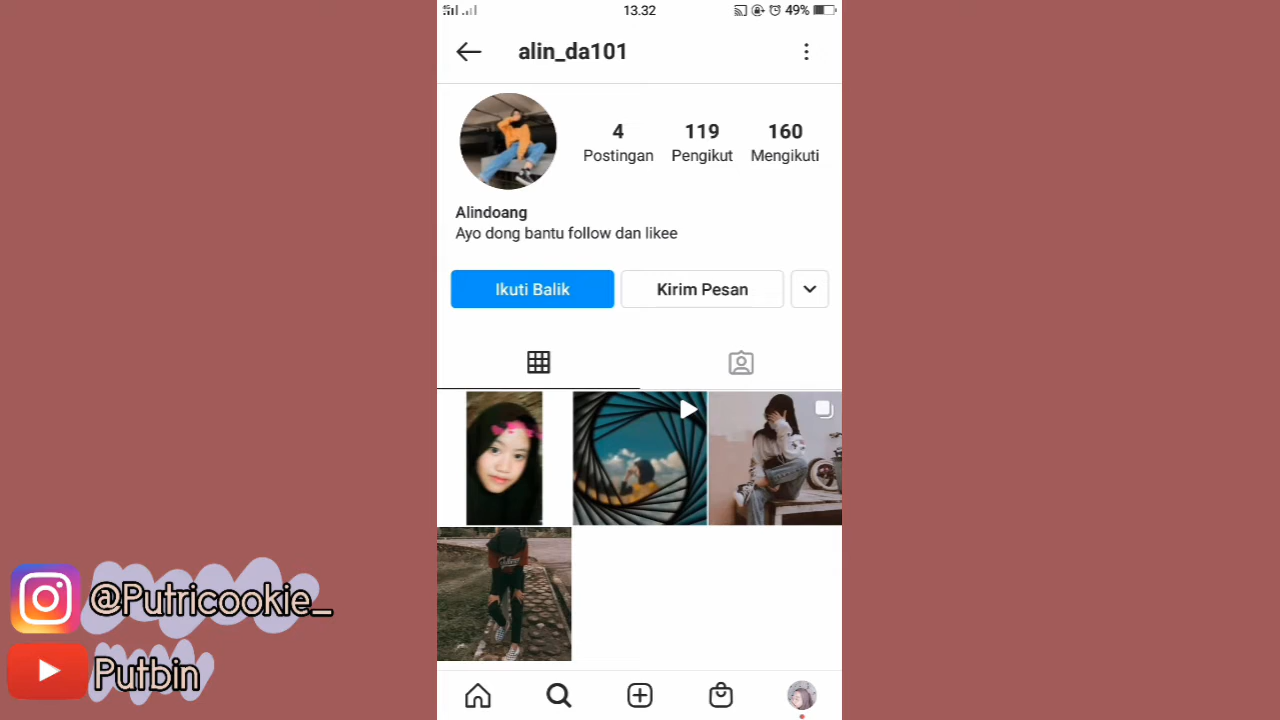 13.32
49%
alin_da101
4 119 160
Postingan Pengikut Mengikuti
Alindoang
Ayo dong bantu follow dan likee
Ikuti Balik Kirim Pesan
@Putricookie_
Putbin